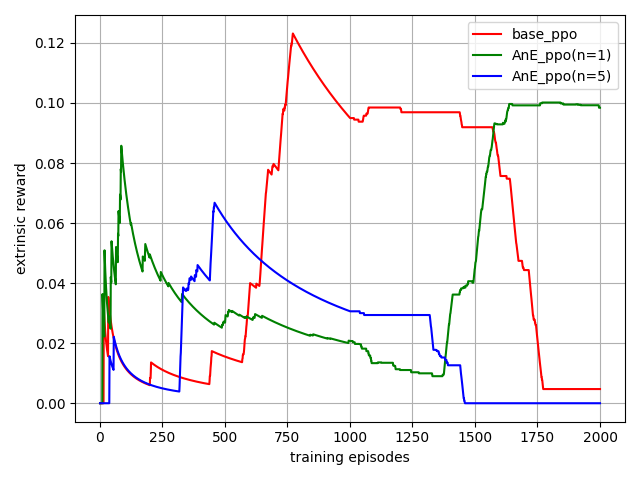 base_ppo
AnE_ppo(n=1)
AnE_ppo(n=5)
0.12
0.10
0.08
0.06
0.04
0.02
0.00
extrinsic reward
0 250 500 750 1000 1250 1500 1750 2000
training episodes